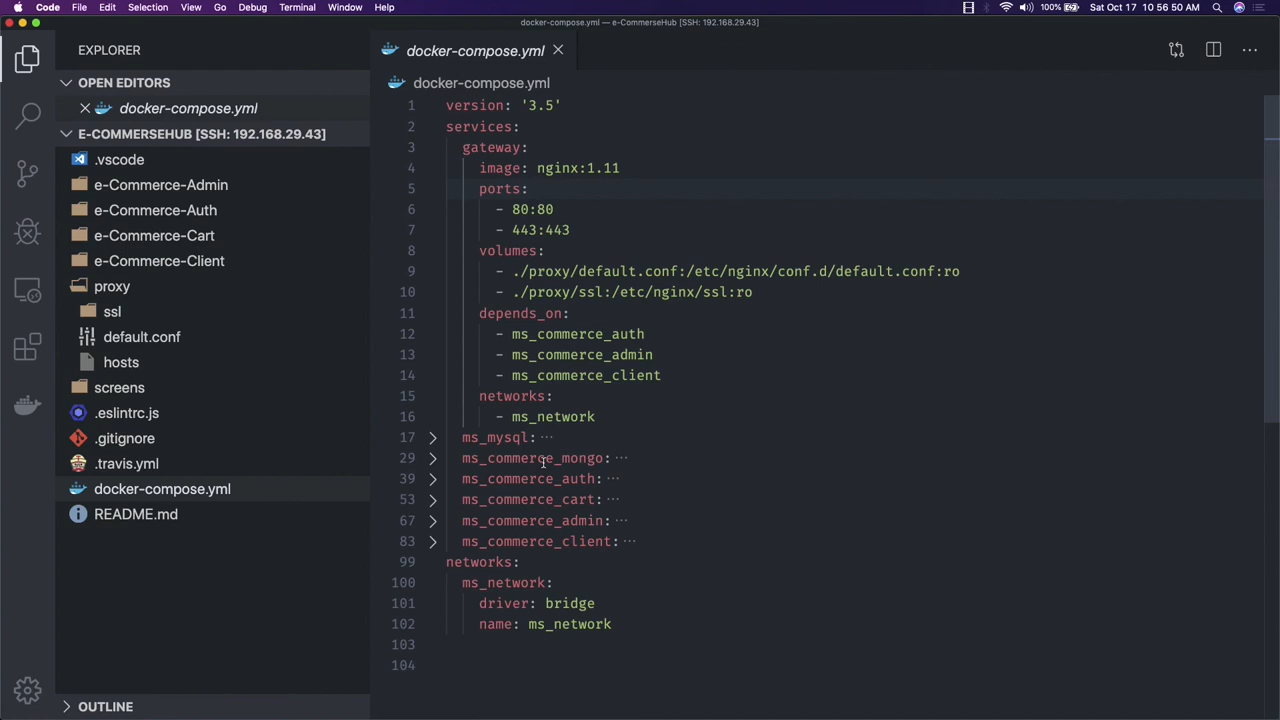 Code File Edit Selection View Go Debug Terminal Window Help 100% Sat Oct 17 10 56 50 AM
docker-compose.yml — e-CommerseHub [SSH: 192.168.29.43]
EXPLORER
OPEN EDITORS
docker-compose.yml
E-COMMERSEHUB [SSH: 192.168.29.43]
.vscode
e-Commerce-Admin
e-Commerce-Auth
e-Commerce-Cart
e-Commerce-Client
proxy
ssl
default.conf
hosts
screens
.eslintrc.js
.gitignore
.travis.yml
docker-compose.yml
README.md
OUTLINE
docker-compose.yml
docker-compose.yml
1 version: '3.5'
2 services:
3 gateway:
4 image: nginx:1.11
5 ports:
6 - 80:80
7 - 443:443
8 volumes:
9 - ./proxy/default.conf:/etc/nginx/conf.d/default.conf:ro
10 - ./proxy/ssl:/etc/nginx/ssl:ro
11 depends_on:
12 - ms_commerce_auth
13 - ms_commerce_admin
14 - ms_commerce_client
15 networks:
16 - ms_network
17 ms_mysql: ···
29 ms_commerce_mongo: ···
39 ms_commerce_auth: ···
53 ms_commerce_cart: ···
67 ms_commerce_admin: ···
83 ms_commerce_client: ···
99 networks:
100 ms_network:
101 driver: bridge
102 name: ms_network
103
104